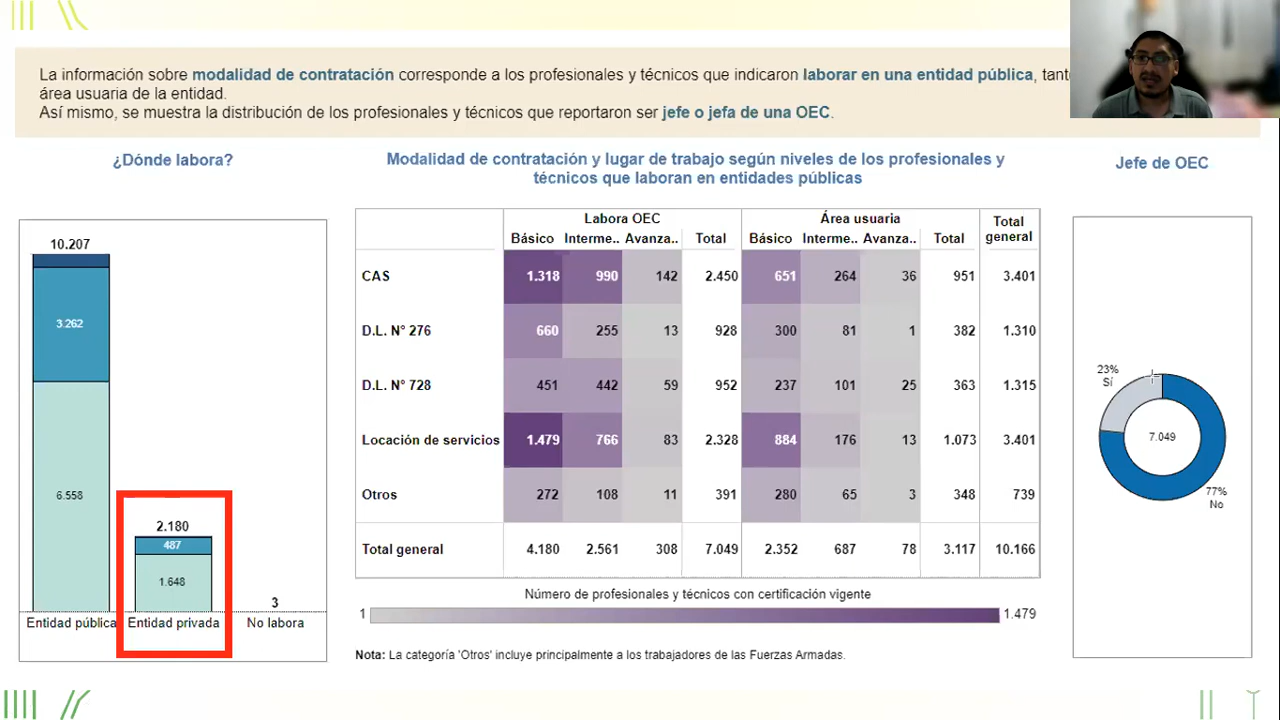 La información sobre modalidad de contratación corresponde a los profesionales y técnicos que indicaron laborar en una entidad pública, tant
área usuaria de la entidad.
Así mismo, se muestra la distribución de los profesionales y técnicos que reportaron ser jefe o jefa de una OEC.
¿Dónde labora?
10.207
3.262
6.558
2.180
487
1.648
3
Entidad pública
Entidad privada
No labora
Modalidad de contratación y lugar de trabajo según niveles de los profesionales y
técnicos que laboran en entidades públicas
Labora OEC Área usuaria Total general
Básico Interme.. Avanza.. Total Básico Interme.. Avanza.. Total
CAS 1.318 990 142 2.450 651 264 36 951 3.401
D.L. N° 276 660 255 13 928 300 81 1 382 1.310
D.L. N° 728 451 442 59 952 237 101 25 363 1.315
Locación de servicios 1.479 766 83 2.328 884 176 13 1.073 3.401
Otros 272 108 11 391 280 65 3 348 739
Total general 4.180 2.561 308 7.049 2.352 687 78 3.117 10.166
Número de profesionales y técnicos con certificación vigente
1 1.479
Nota: La categoría 'Otros' incluye principalmente a los trabajadores de las Fuerzas Armadas.
Jefe de OEC
23%
Sí
7.049
77%
No